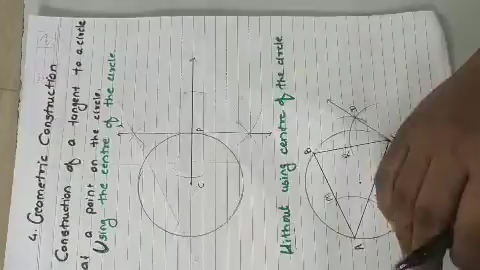 4. Geometric Construction
Construction of a tangent to a circle
at a point on the circle.
Using the centre of the circle.
P
C
Without using centre of the circle
B
A